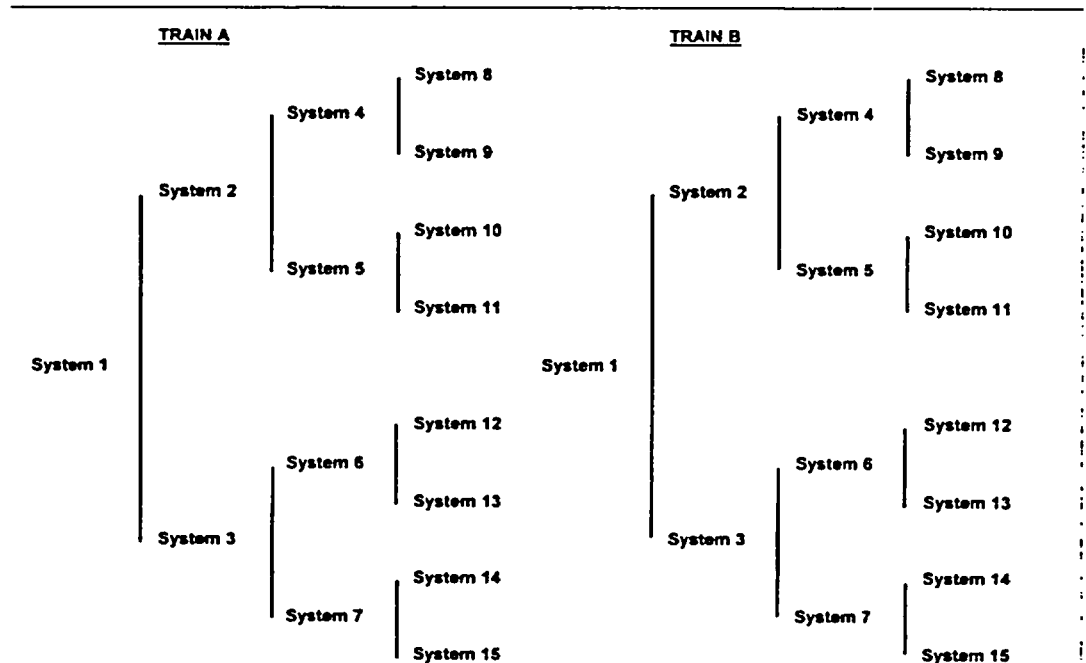 TRAIN A
TRAIN B
System 8
System 8
System 4
System 4
System 9
System 9
System 2
System 2
System 10
System 10
System 5
System 5
System 11
System 11
System 1
System 1
System 12
System 12
System 6
System 6
System 13
System 13
System 3
System 3
System 14
System 14
System 7
System 7
System 15
System 15